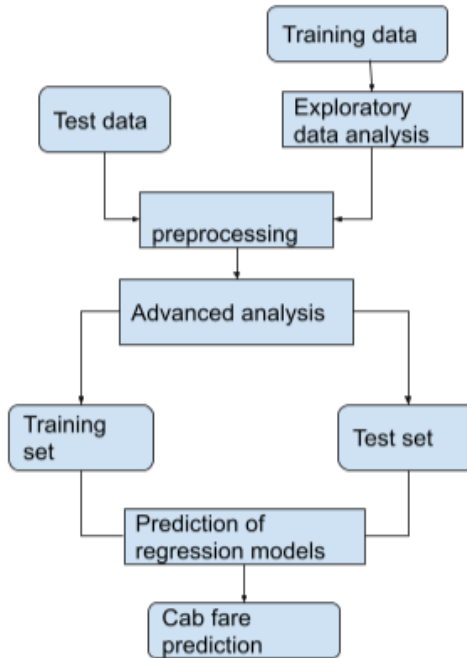 Training data
Exploratory
data analysis
Test data
preprocessing
Advanced analysis
Training
set
Test set
Prediction of
regression models
Cab fare
prediction